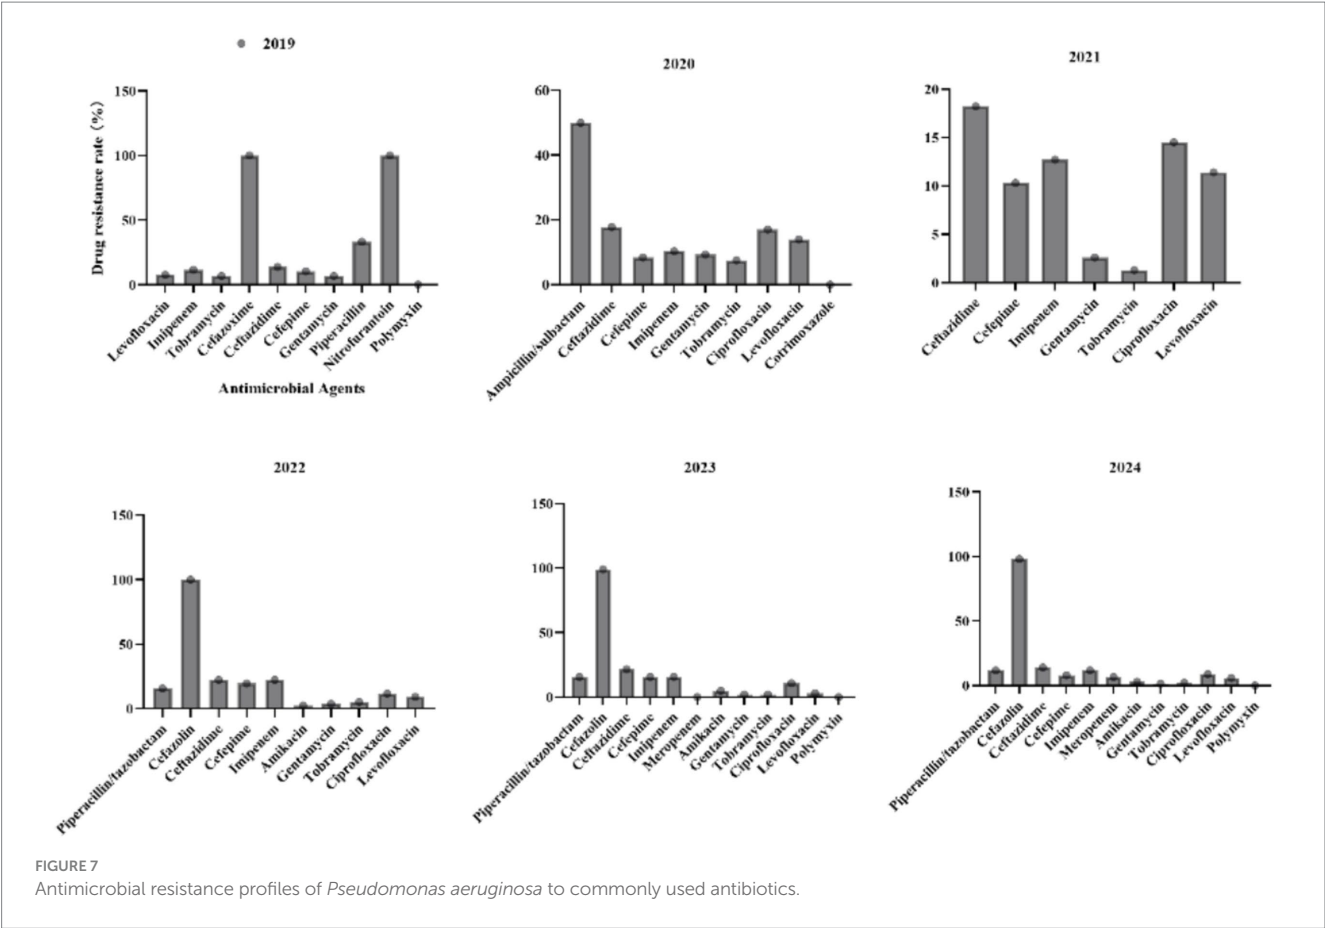 2019
150
100
50
0
Drug resistance rate (%)
Levofloxacin
Imipenem
Tobramycin
Cefazoxime
Ceftazidime
Cefepime
Gentamycin
Piperacillin
Nitrofurantoin
Polymyxin
Antimicrobial Agents
2020
60
40
20
0
Ampicillin/sulbactam
Ceftazidime
Cefepime
Imipenem
Gentamycin
Tobramycin
Ciprofloxacin
Levofloxacin
Cotrimoxazole
2021
20
15
10
5
0
Ceftazidime
Cefepime
Imipenem
Gentamycin
Tobramycin
Ciprofloxacin
Levofloxacin
2022
150
100
50
0
Piperacillin/tazobactam
Cefazolin
Ceftazidime
Cefepime
Imipenem
Amikacin
Gentamycin
Tobramycin
Ciprofloxacin
Levofloxacin
2023
150
100
50
0
Piperacillin/tazobactam
Cefazolin
Ceftazidime
Cefepime
Imipenem
Meropenem
Amikacin
Gentamycin
Tobramycin
Ciprofloxacin
Levofloxacin
Polymyxin
2024
150
100
50
0
Piperacillin/tazobactam
Cefazolin
Ceftazidime
Cefepime
Imipenem
Meropenem
Amikacin
Gentamycin
Tobramycin
Ciprofloxacin
Levofloxacin
Polymyxin
FIGURE 7
Antimicrobial resistance profiles of Pseudomonas aeruginosa to commonly used antibiotics.